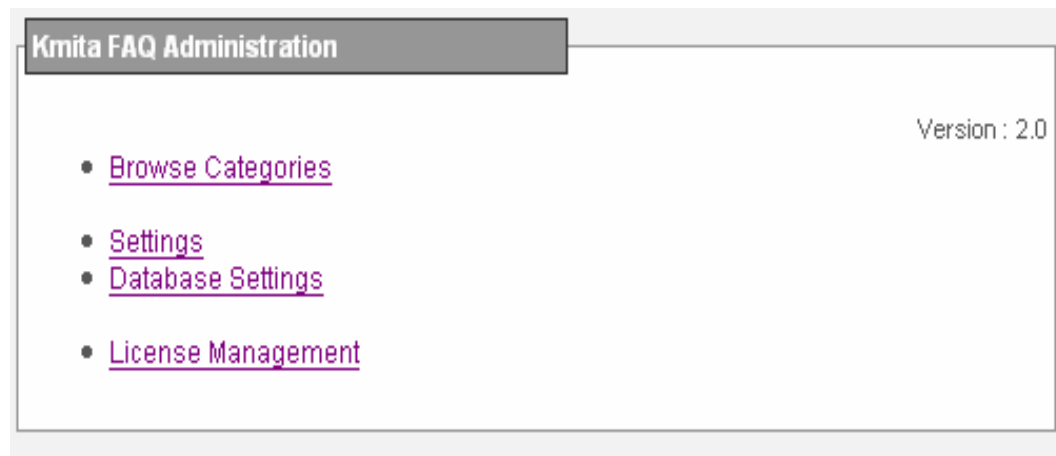 Kmita FAQ Administration
Version : 2.0
Browse Categories
Settings
Database Settings
License Management